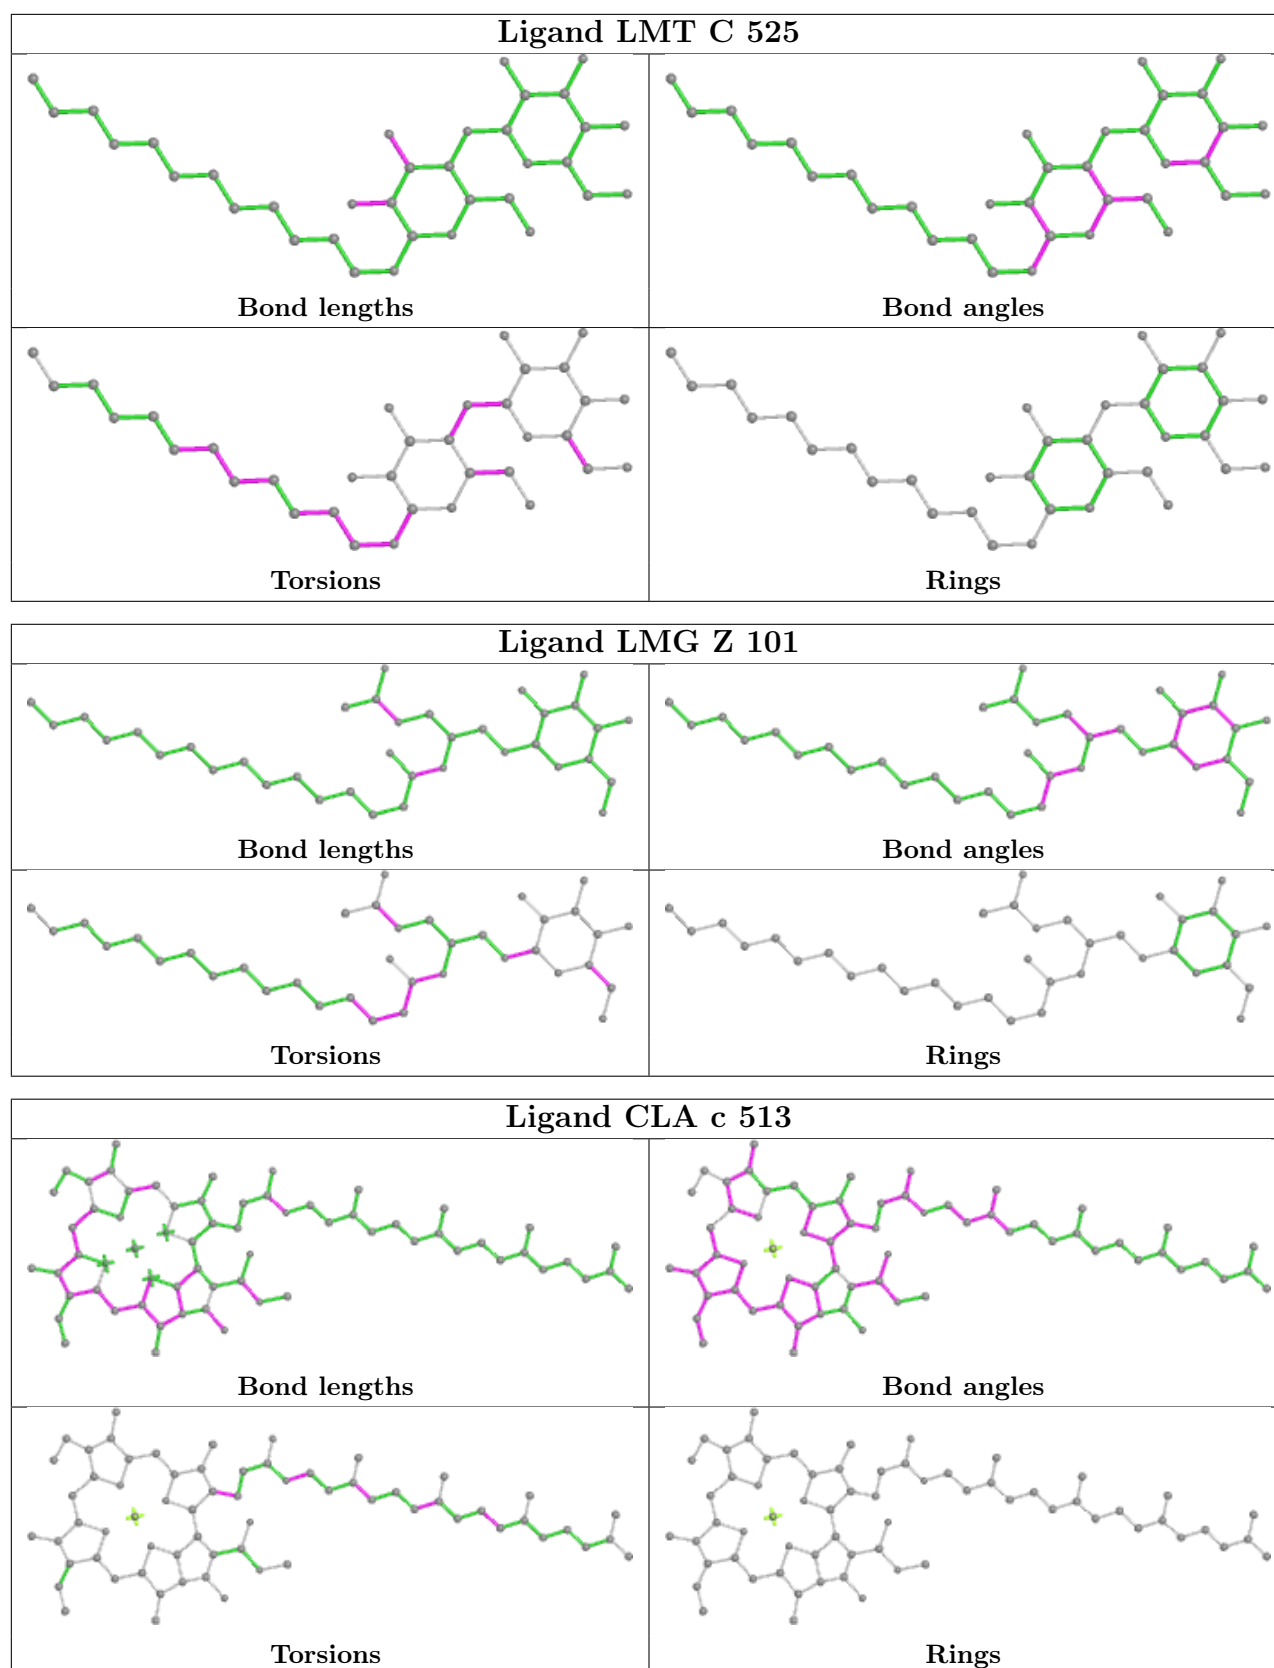 Ligand LMT C 525
Bond lengths
Bond angles
Torsions
Rings
Ligand LMG Z 101
Bond lengths
Bond angles
Torsions
Rings
Ligand CLA c 513
Bond lengths
Bond angles
Torsions
Rings